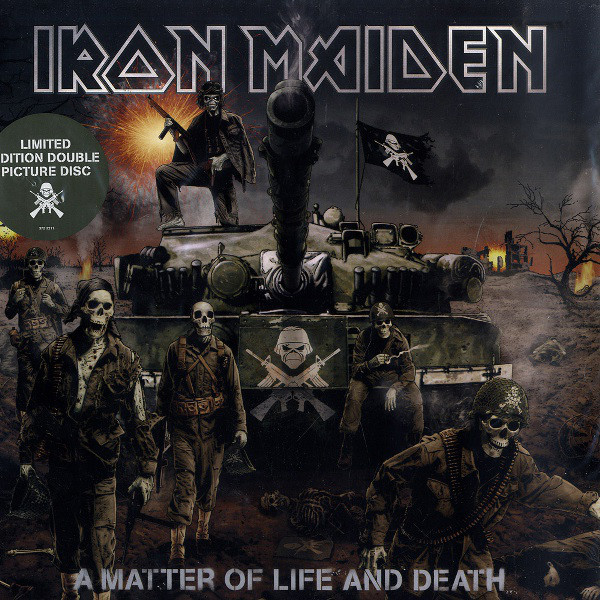 IRON MAIDEN
LIMITED
DITION DOUBLE
PICTURE DISC
A MATTER OF LIFE AND DEATH